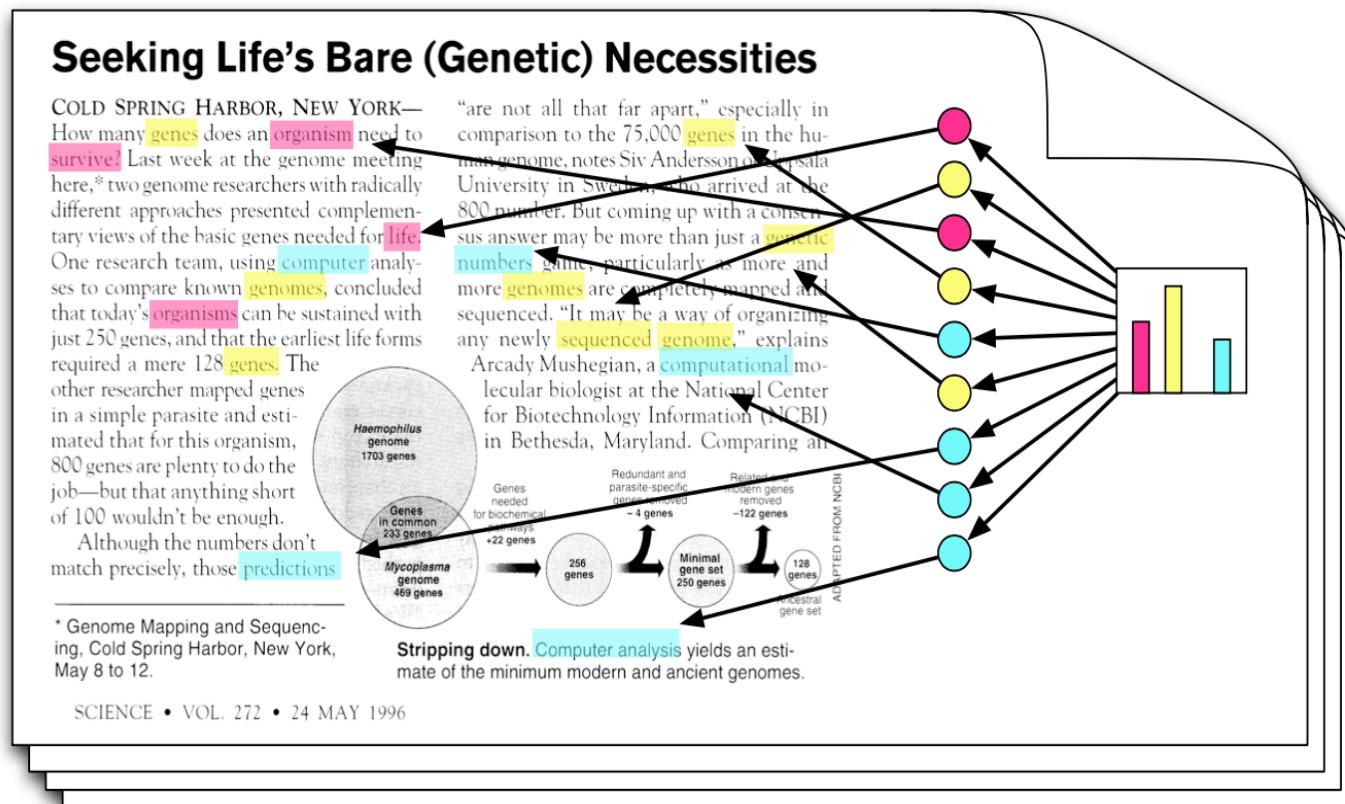 Seeking Life's Bare (Genetic) Necessities
COLD SPRING HARBOR, NEW YORK—
How many genes does an organism need to
survive? Last week at the genome meeting
here,* two genome researchers with radically
different approaches presented complemen-
tary views of the basic genes needed for life.
One research team, using computer analy-
ses to compare known genomes, concluded
that today's organisms can be sustained with
just 250 genes, and that the earliest life forms
required a mere 128 genes. The
other researcher mapped genes
in a simple parasite and esti-
mated that for this organism,
800 genes are plenty to do the
job—but that anything short
of 100 wouldn't be enough.
Although the numbers don't
match precisely, those predictions
* Genome Mapping and Sequenc-
ing, Cold Spring Harbor, New York,
May 8 to 12.
"are not all that far apart," especially in
comparison to the 75,000 genes in the hu-
man genome, notes Siv Andersson of Uppsala
University in Sweden, who arrived at the
800 number. But coming up with a consen-
sus answer may be more than just a genetic
numbers game, particularly as more and
more genomes are completely mapped and
sequenced. "It may be a way of organizing
any newly sequenced genome," explains
Arcady Mushegian, a computational mo-
lecular biologist at the National Center
for Biotechnology Information (NCBI)
in Bethesda, Maryland. Comparing an
Haemophilus
genome
1703 genes
Genes
in common
233 genes
Mycoplasma
genome
469 genes
Genes
needed
for biochemical
pathways
+22 genes
256
genes
Redundant and
parasite-specific
genes removed
– 4 genes
Minimal
gene set
250 genes
Related and
modern genes
removed
–122 genes
128
genes
Ancestral
gene set
ADAPTED FROM NCBI
Stripping down. Computer analysis yields an esti-
mate of the minimum modern and ancient genomes.
SCIENCE • VOL. 272 • 24 MAY 1996